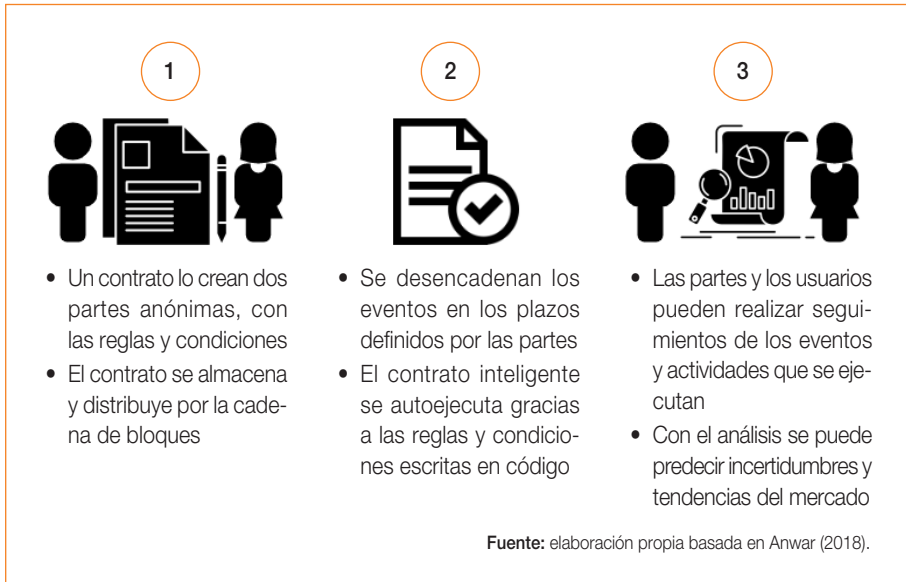 1
• Un contrato lo crean dos
partes anónimas, con
las reglas y condiciones
• El contrato se almacena
y distribuye por la cade-
na de bloques
2
• Se desencadenan los
eventos en los plazos
definidos por las partes
• El contrato inteligente
se autoejecuta gracias
a las reglas y condicio-
nes escritas en código
3
• Las partes y los usuarios
pueden realizar segui-
mientos de los eventos
y actividades que se eje-
cutan
• Con el análisis se puede
predecir incertidumbres y
tendencias del mercado
Fuente: elaboración propia basada en Anwar (2018).